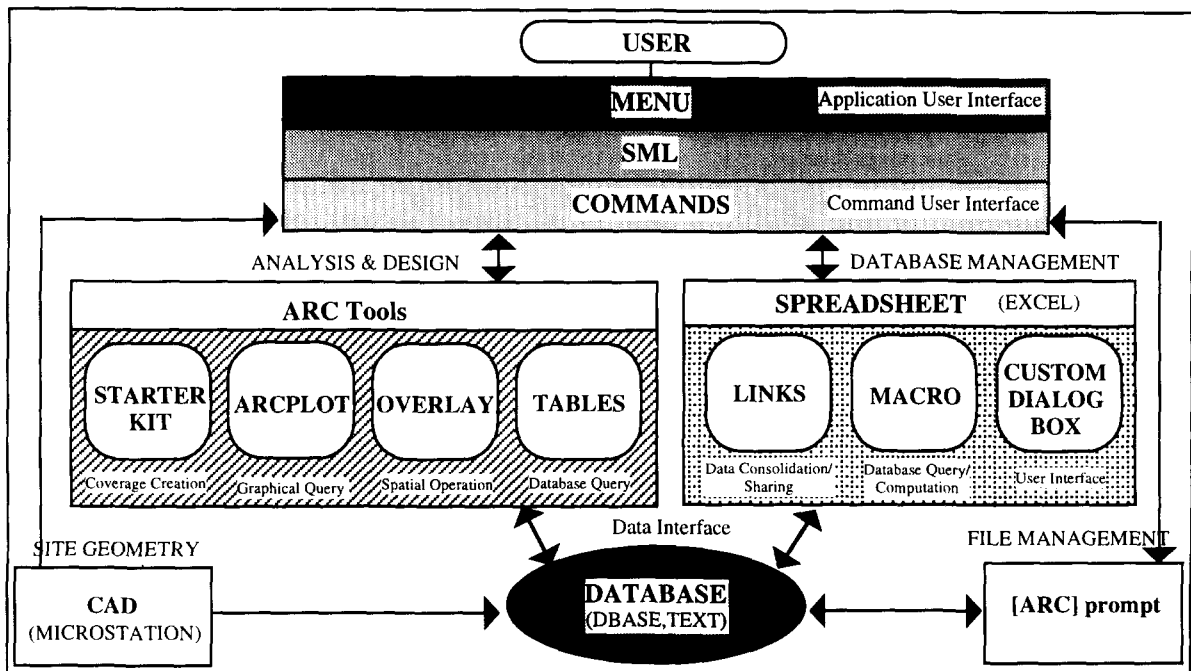 USER
MENU
Application User Interface
SML
COMMANDS
Command User Interface
ANALYSIS & DESIGN
DATABASE MANAGEMENT
ARC Tools
SPREADSHEET (EXCEL)
STARTER
KIT
ARCPLOT
OVERLAY
TABLES
LINKS
MACRO
CUSTOM
DIALOG
BOX
Coverage Creation
Graphical Query
Spatial Operation
Database Query
Data Consolidation/
Sharing
Database Query/
Computation
User Interface
Data Interface
SITE GEOMETRY
FILE MANAGEMENT
CAD
(MICROSTATION)
DATABASE
(DBASE,TEXT)
[ARC] prompt